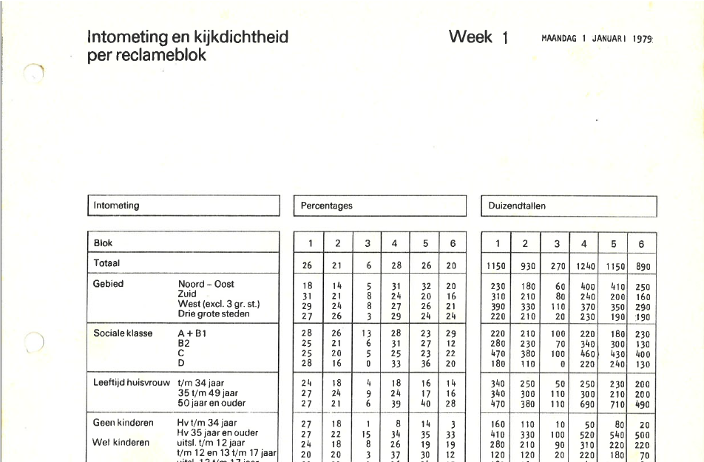 Intometing en kijkdichtheid Week 1 MAANDAG 1 JANUARI 1979
per reclameblok
Intometing Percentages Duizendtallen
Blok 1 2 3 4 5 6 1 2 3 4 5 6
Totaal 26 21 6 28 26 20 1150 930 270 1240 1150 890
Gebied Noord – Oost 18 14 5 31 32 20 230 180 60 400 410 250
Zuid 31 21 8 24 20 16 310 210 80 240 200 160
West (excl. 3 gr. st.) 29 24 8 27 26 21 390 330 110 370 350 290
Drie grote steden 27 26 3 29 24 24 220 210 20 230 190 190
Sociale klasse A + B1 28 26 13 28 23 29 220 210 100 220 180 230
B2 25 21 6 31 27 12 280 230 70 340 300 130
C 25 20 5 25 23 22 470 380 100 460 430 400
D 28 16 0 33 36 20 180 110 0 220 240 130
Leeftijd huisvrouw t/m 34 jaar 24 18 4 18 16 14 340 250 50 250 230 200
35 t/m 49 jaar 27 24 9 24 17 16 340 300 110 300 210 200
50 jaar en ouder 27 21 6 39 40 28 470 380 110 690 710 490
Geen kinderen Hv t/m 34 jaar 27 18 1 8 14 3 160 110 10 50 80 20
Hv 35 jaar en ouder 27 22 15 34 35 33 410 330 100 520 540 500
Wel kinderen uitsl. t/m 12 jaar 24 18 8 26 19 19 280 210 90 310 220 220
t/m 12 en 13 t/m 17 jaar 20 20 3 37 30 12 120 120 20 220 180 70